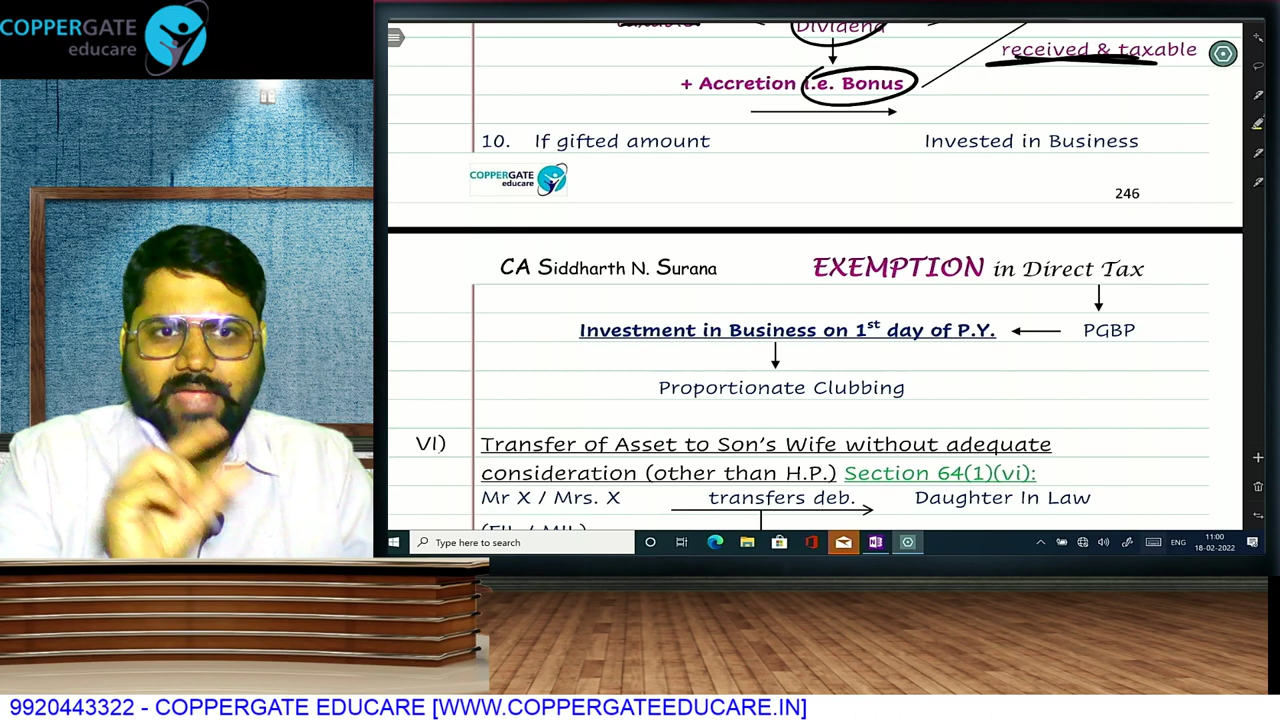 COPPERGATE
educare
Dividend
received & taxable
+ Accretion i.e. Bonus
10. If gifted amount Invested in Business
COPPERGATE
educare
246
CA Siddharth N. Surana EXEMPTION in Direct Tax
Investment in Business on 1st day of P.Y. PGBP
Proportionate Clubbing
VI) Transfer of Asset to Son's Wife without adequate
consideration (other than H.P.) Section 64(1)(vi):
Mr X / Mrs. X transfers deb. Daughter In Law
(FIL / MIL)
Type here to search
ENG
11:00
18-02-2022
9920443322 - COPPERGATE EDUCARE [WWW.COPPERGATEEDUCARE.IN]